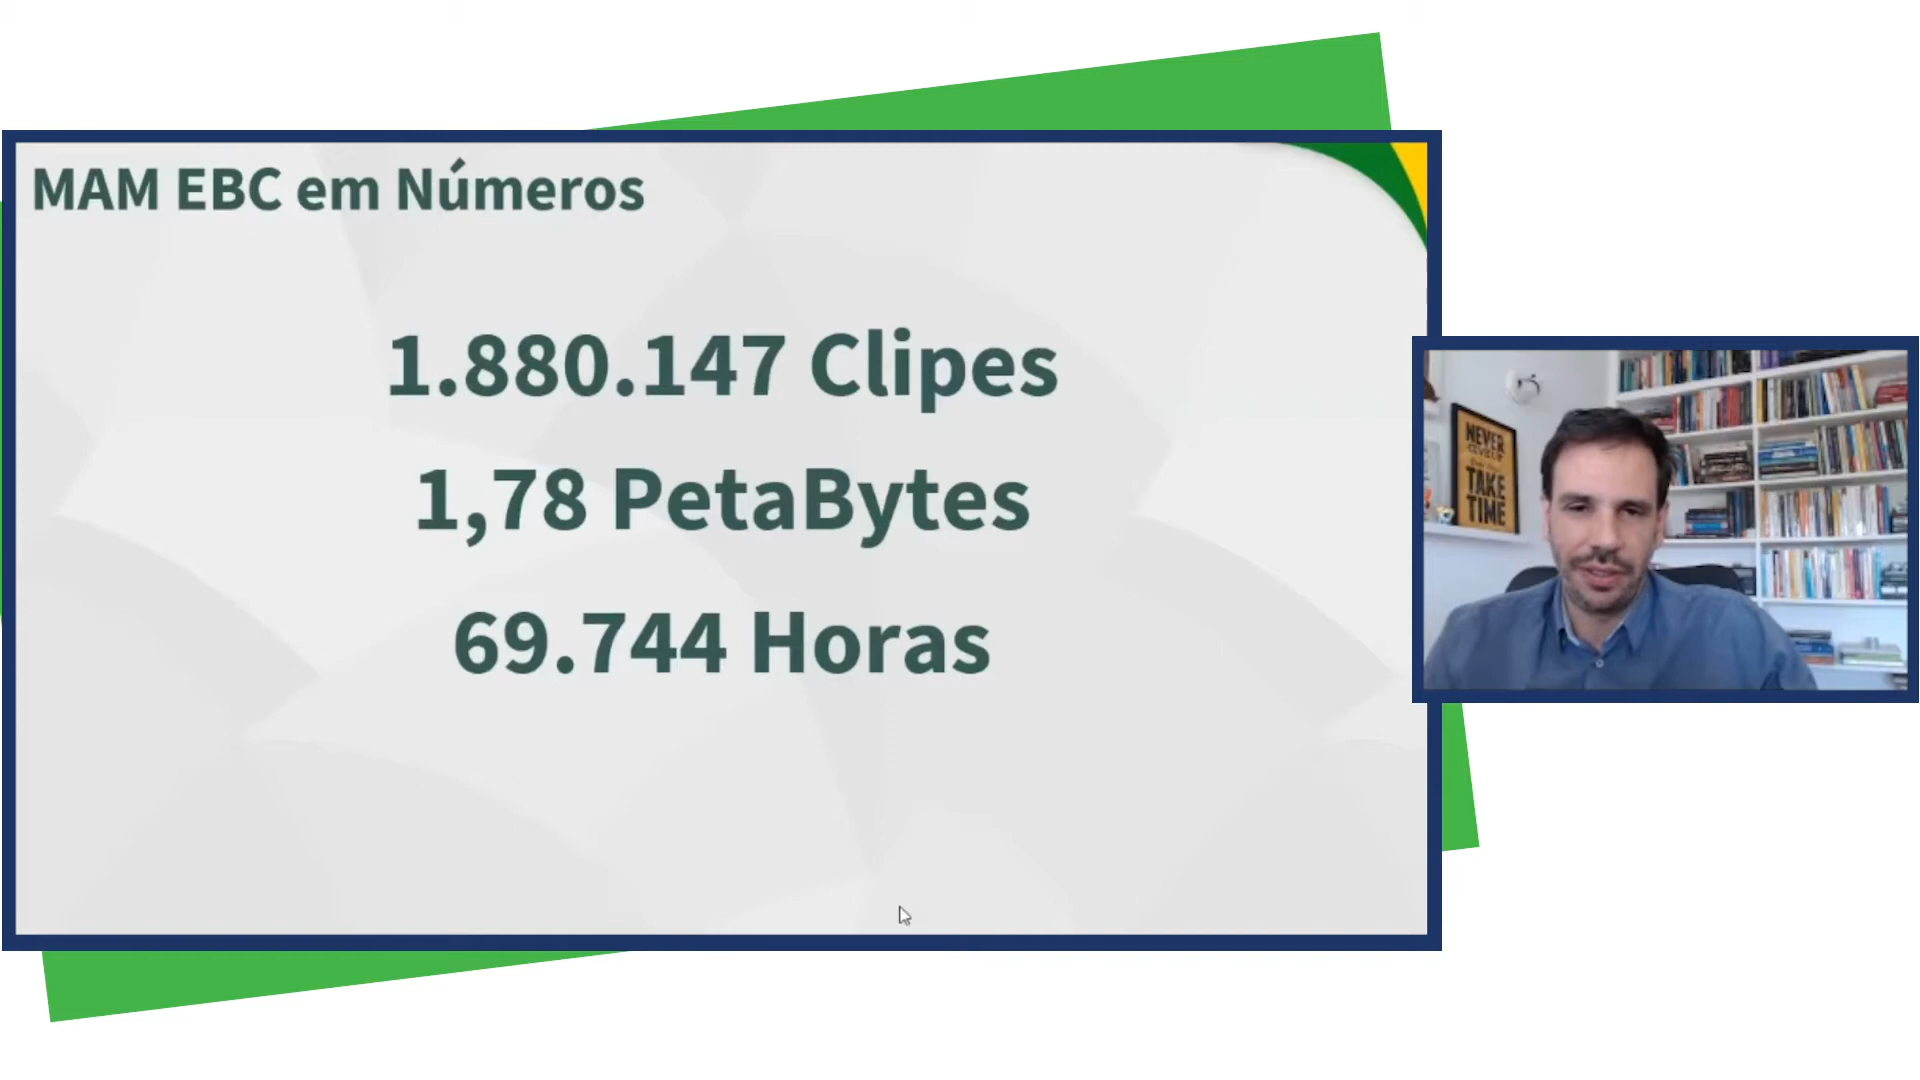 MAM EBC em Números
1.880.147 Clipes
1,78 PetaBytes
69.744 Horas
NEVER
TAKE
TIME